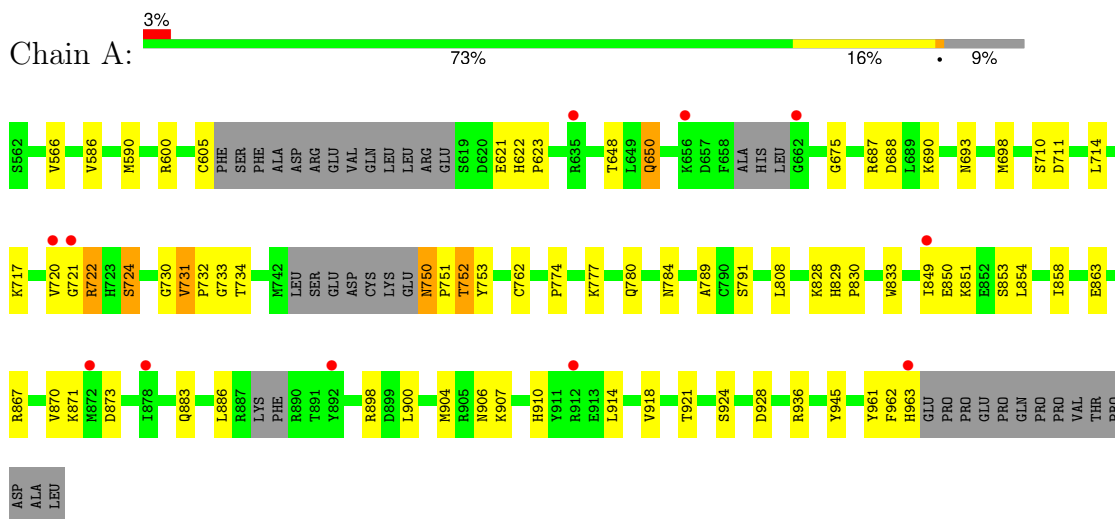 3%
Chain A:
73% 16% • 9%
S562 V566 V586 M590 R600 C605 PHE SER PHE ALA ASP ARG GLU VAL GLN LEU LEU ARG GLU S619 D620 E621 H622 P623 R635 T648 L649 Q650 K656 D657 F658 ALA HIS LEU G662 G675 R687 D688 L689 K690 N693 M698 S710 D711 L714
K717 V720 G721 R722 H723 S724 G730 V731 P732 G733 T734 M742 LEU SER GLU ASP CYS LYS GLU N750 P751 T752 Y753 C762 P774 K777 Q780 N784 A789 C790 S791 L808 K828 H829 P830 W833 I849 E850 K851 E852 S853 L854 I858 E863
R867 V870 K871 M872 D873 I878 Q883 L886 R887 LYS PHE R890 T891 Y892 R898 D899 L900 M904 R905 N906 K907 H910 Y911 R912 E913 L914 V918 T921 S924 D928 R936 Y945 Y961 F962 H963 GLU PRO PRO GLU PRO GLN PRO PRO VAL THR PRO
ASP ALA LEU